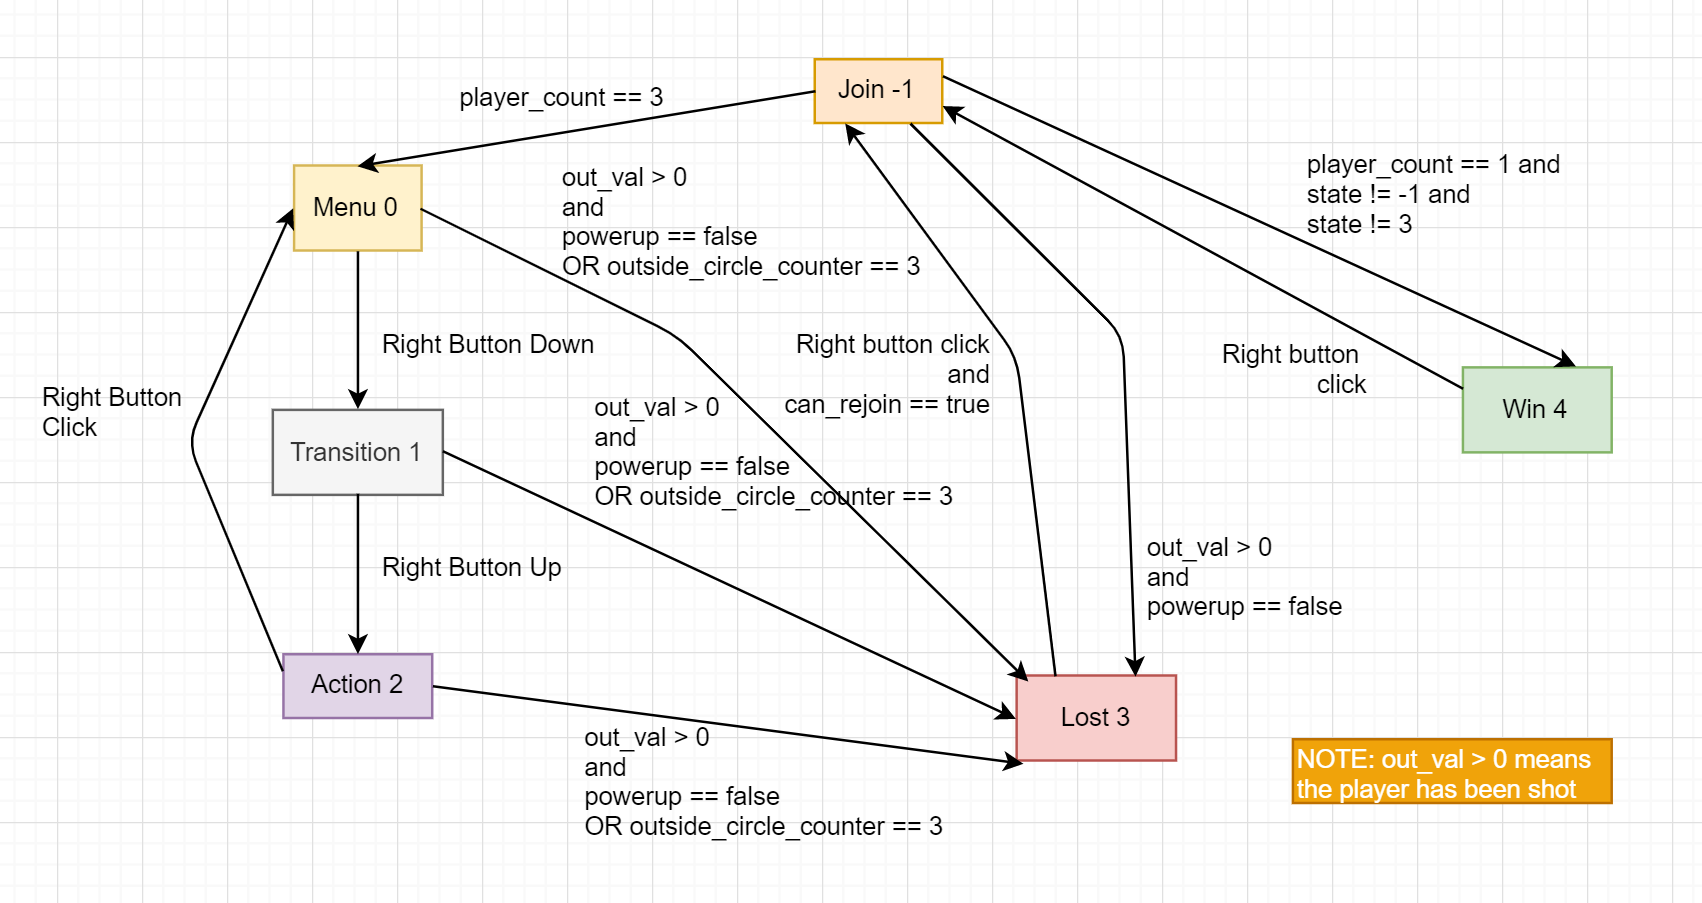 Join -1
player_count == 3
player_count == 1 and
state != -1 and
state != 3
Menu 0
out_val > 0
and
powerup == false
OR outside_circle_counter == 3
Right Button Down
Right button click
and
can_rejoin == true
Right button
click
Win 4
Right Button
Click
Transition 1
out_val > 0
and
powerup == false
OR outside_circle_counter == 3
Right Button Up
out_val > 0
and
powerup == false
Action 2
Lost 3
out_val > 0
and
powerup == false
OR outside_circle_counter == 3
NOTE: out_val > 0 means
the player has been shot